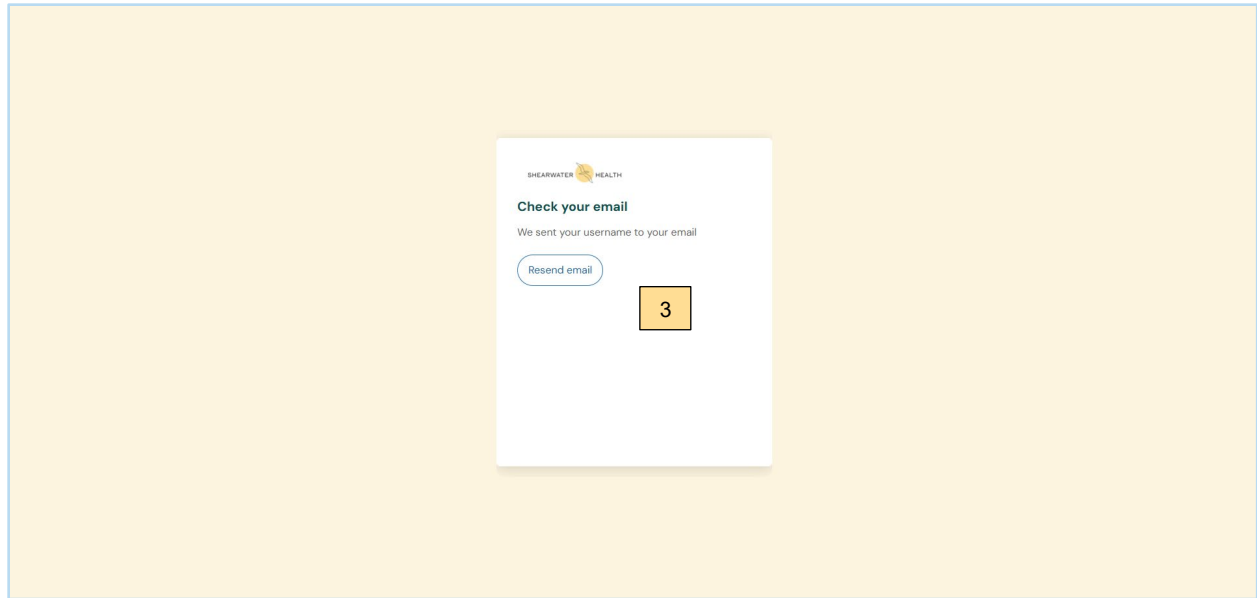 SHEARWATER HEALTH
Check your email
We sent your username to your email
Resend email
3